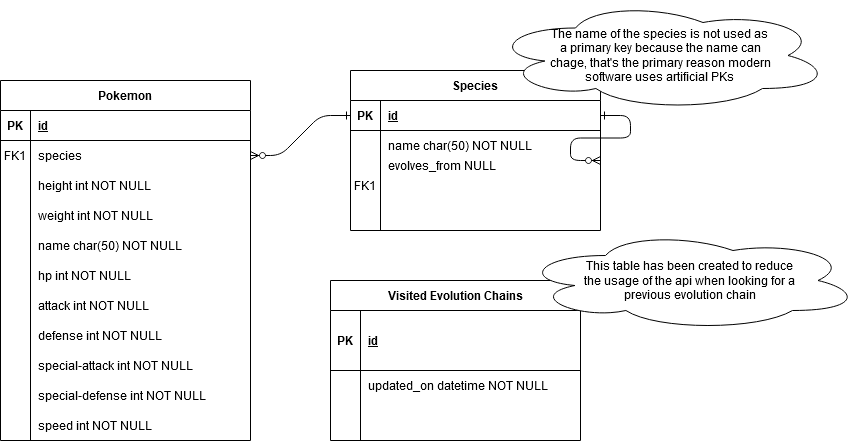 The name of the species is not used as
a primary key because the name can
chage, that's the primary reason modern
software uses artificial PKs
Pokemon
PK id
FK1 species
height int NOT NULL
weight int NOT NULL
name char(50) NOT NULL
hp int NOT NULL
attack int NOT NULL
defense int NOT NULL
special-attack int NOT NULL
special-defense int NOT NULL
speed int NOT NULL
Species
PK id
name char(50) NOT NULL
evolves_from NULL
FK1
This table has been created to reduce
the usage of the api when looking for a
previous evolution chain
Visited Evolution Chains
PK id
updated_on datetime NOT NULL